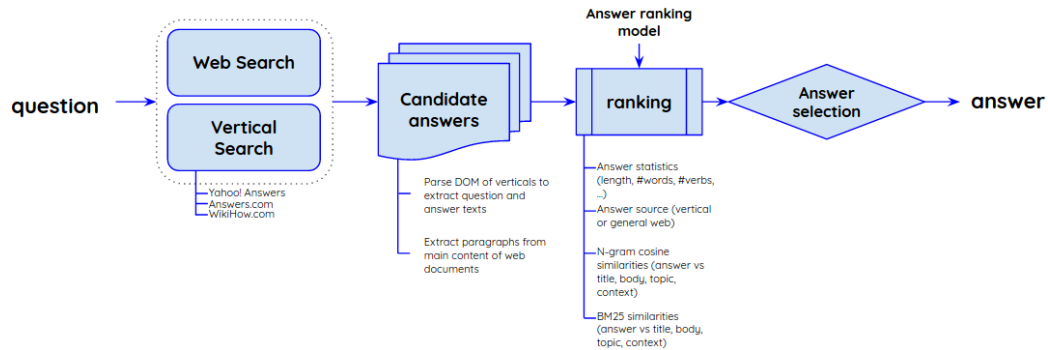 question
Web Search
Vertical
Search
Yahoo! Answers
Answers.com
WikiHow.com
Candidate
answers
Parse DOM of verticals to
extract question and
answer texts
Extract paragraphs from
main content of web
documents
Answer ranking
model
ranking
Answer statistics
(length, #words, #verbs,
...)
Answer source (vertical
or general web)
N-gram cosine
similarities (answer vs
title, body, topic,
context)
BM25 similarities
(answer vs title, body,
topic, context)
Answer
selection
answer